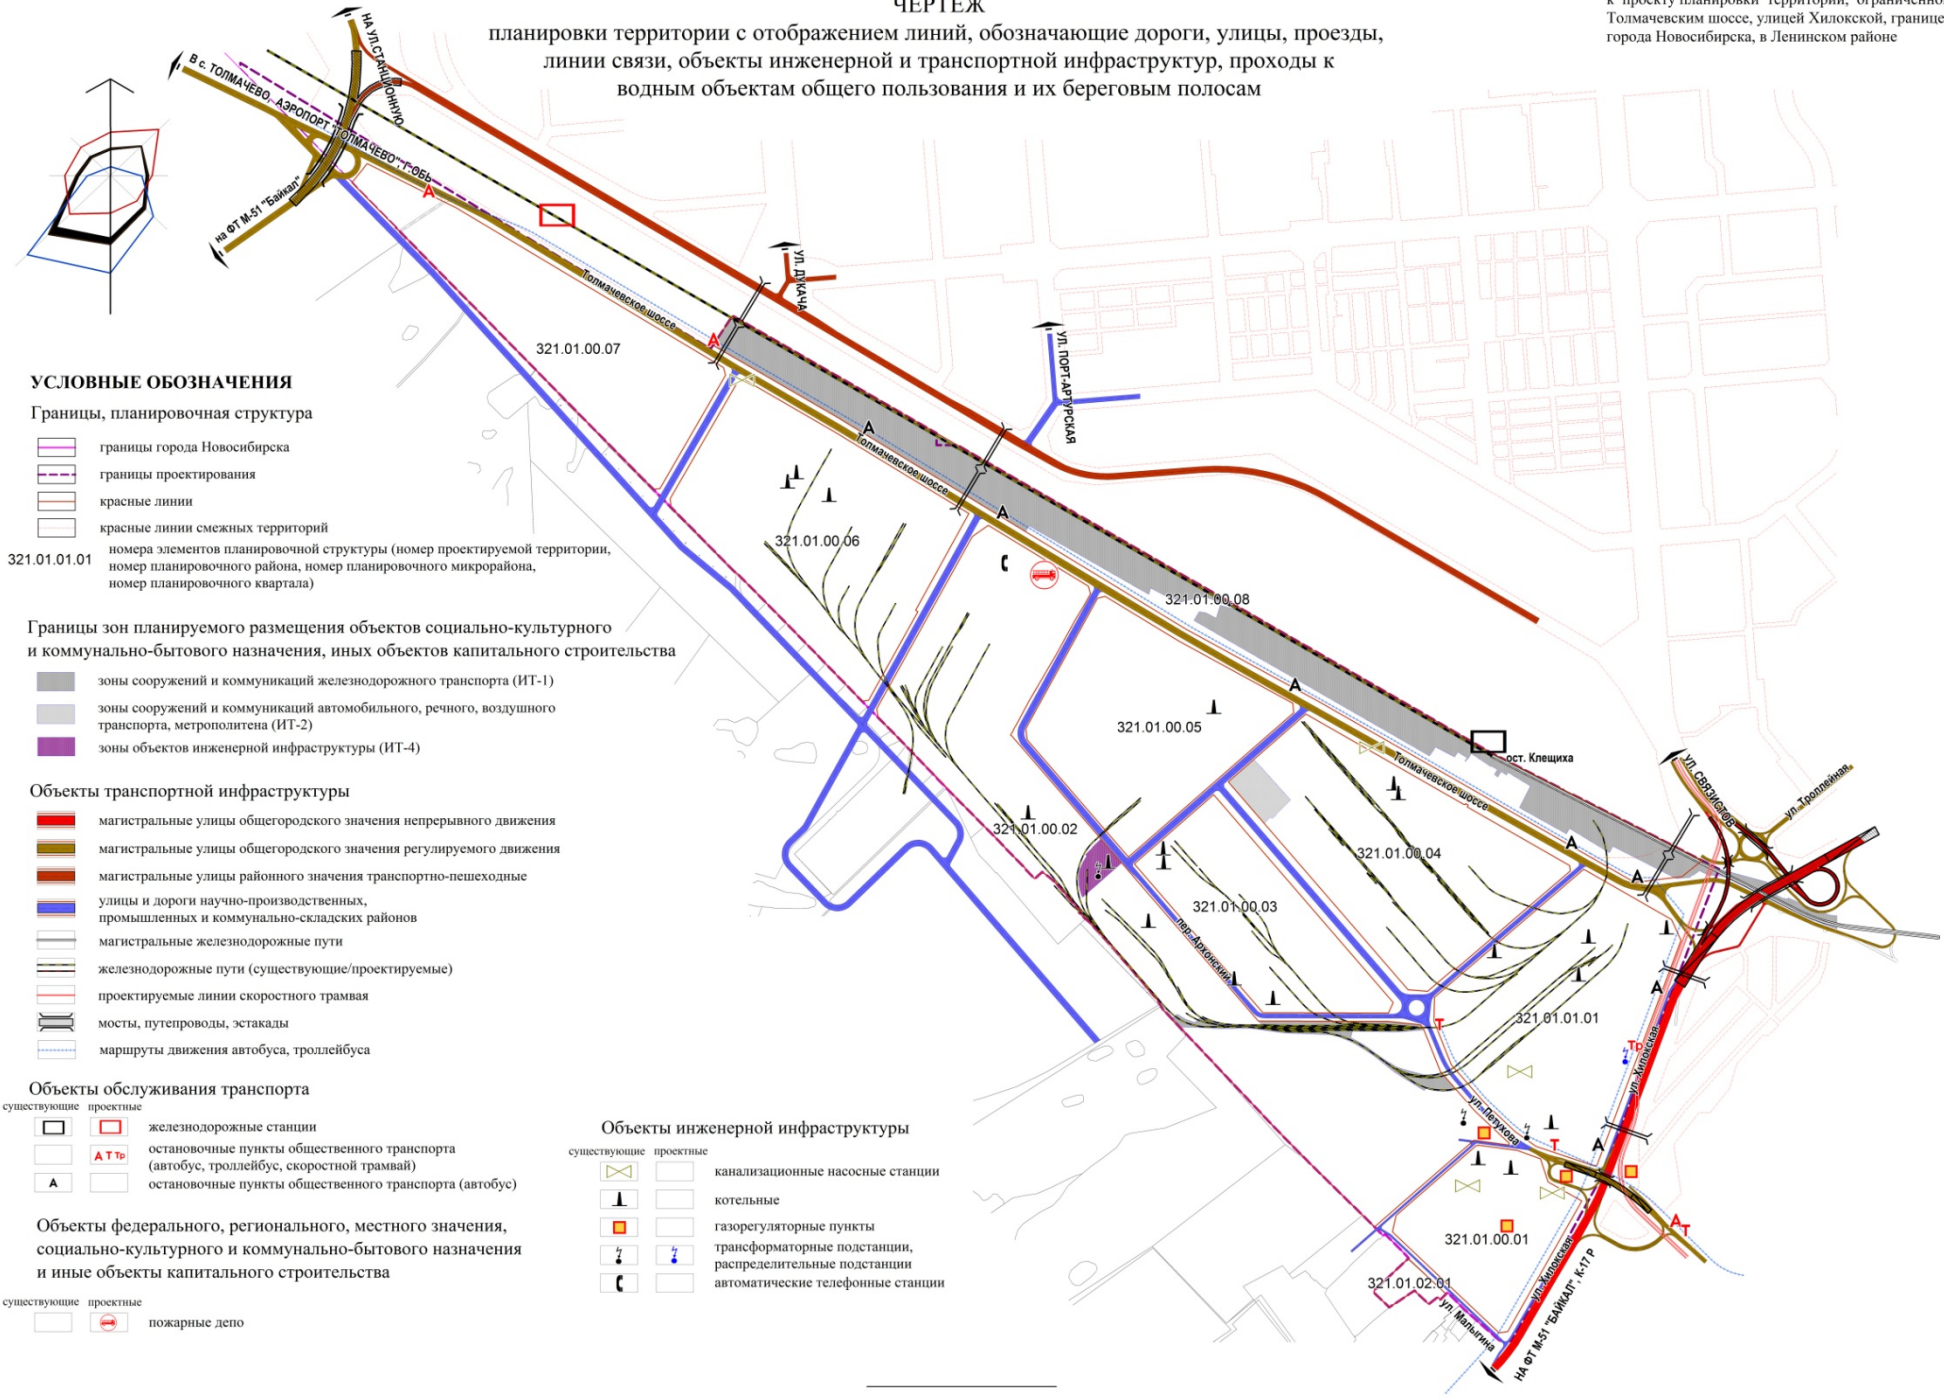 ЧЕРТЕЖ
планировки территории с отображением линий, обозначающие дороги, улицы, проезды,
линии связи, объекты инженерной и транспортной инфраструктур, проходы к
водным объектам общего пользования и их береговым полосам
к проекту планировки территории, ограниченной
Толмачевским шоссе, улицей Хилокской, границе
города Новосибирска, в Ленинском районе
НА УЛ.СТАНЦИОННУЮ
В с. ТОЛМАЧЕВО, АЭРОПОРТ "ТОЛМАЧЕВО", Г.ОБЬ
на ФТ М-51 "Байкал"
А
Толмачевское шоссе
УЛ. ДУКАЧА
А
321.01.00.07
УЛ. ПОРТ-АРТУРСКАЯ
А
Толмачевское шоссе
А
321.01.00.06
321.01.00.08
А
321.01.00.05
ост. Клещиха
Толмачевское шоссе
УЛ. СВЯЗИСТОВ
ул. Троллейная
321.01.00.02
А
321.01.00.04
А
321.01.00.03
пер. Архонский
А
321.01.01.01
Т
Тр
ул. Хилокская
ул. Петухова
Т
А
А
Т
321.01.00.01
321.01.02.01
ул. Хилокская
ул. Малыгина
НА ФТ М-51 "БАЙКАЛ", К-17 Р
УСЛОВНЫЕ ОБОЗНАЧЕНИЯ
Границы, планировочная структура
границы города Новосибирска
границы проектирования
красные линии
красные линии смежных территорий
321.01.01.01
номера элементов планировочной структуры (номер проектируемой территории,
номер планировочного района, номер планировочного микрорайона,
номер планировочного квартала)
Границы зон планируемого размещения объектов социально-культурного
и коммунально-бытового назначения, иных объектов капитального строительства
зоны сооружений и коммуникаций железнодорожного транспорта (ИТ-1)
зоны сооружений и коммуникаций автомобильного, речного, воздушного
транспорта, метрополитена (ИТ-2)
зоны объектов инженерной инфраструктуры (ИТ-4)
Объекты транспортной инфраструктуры
магистральные улицы общегородского значения непрерывного движения
магистральные улицы общегородского значения регулируемого движения
магистральные улицы районного значения транспортно-пешеходные
улицы и дороги научно-производственных,
промышленных и коммунально-складских районов
магистральные железнодорожные пути
железнодорожные пути (существующие/проектируемые)
проектируемые линии скоростного трамвая
мосты, путепроводы, эстакады
маршруты движения автобуса, троллейбуса
Объекты обслуживания транспорта
существующие проектные
железнодорожные станции
А Т Тр остановочные пункты общественного транспорта
(автобус, троллейбус, скоростной трамвай)
А остановочные пункты общественного транспорта (автобус)
Объекты федерального, регионального, местного значения,
социально-культурного и коммунально-бытового назначения
и иные объекты капитального строительства
существующие проектные
пожарные депо
Объекты инженерной инфраструктуры
существующие проектные
канализационные насосные станции
котельные
газорегуляторные пункты
трансформаторные подстанции,
распределительные подстанции
автоматические телефонные станции